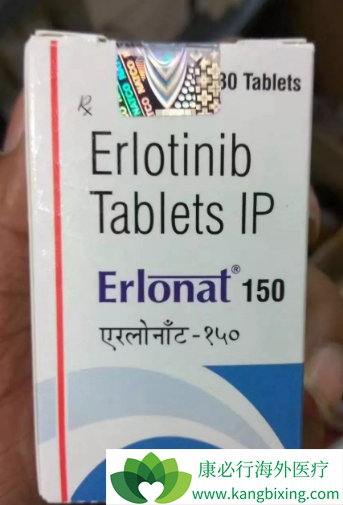 30 Tablets
Rx
Erlotinib
Tablets IP
Erlonat® 150
एरलोनाँट-१५०
康必行海外医疗
www.kangbixing.com